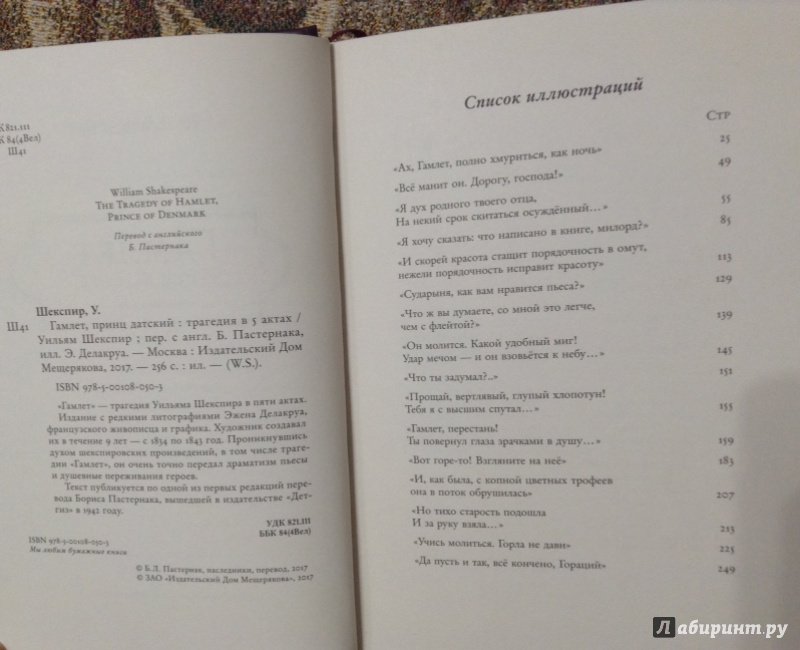 К 821.111
К 84(4Вел)
Ш41
William Shakespeare
The Tragedy of Hamlet,
Prince of Denmark
Перевод с английского
Б. Пастернака
Шекспир, У.
Ш41 Гамлет, принц датский : трагедия в 5 актах /
Уильям Шекспир ; пер. с англ. Б. Пастернака,
илл. Э. Делакруа. — Москва : Издательский Дом
Мещерякова, 2017. — 256 с. : ил. — (W.S.).
ISBN 978-5-00108-050-3
«Гамлет» — трагедия Уильяма Шекспира в пяти актах.
Издание с редкими литографиями Эжена Делакруа,
французского живописца и графика. Художник создавал
их в течение 9 лет — с 1834 по 1843 год. Проникнувшись
духом шекспировских произведений, в том числе траге-
дии «Гамлет», он очень точно передал драматизм пьесы
и душевные переживания героев.
Текст публикуется по одной из первых редакций пере-
вода Бориса Пастернака, вышедшей в издательстве «Дет-
гиз» в 1942 году.
УДК 821.111
ББК 84(4Вел)
ISBN 978-5-00108-050-3
Мы любим бумажные книги
© Б.Л. Пастернак, наследники, перевод, 2017
© ЗАО «Издательский Дом Мещерякова», 2017
Список иллюстраций
Стр
«Ах, Гамлет, полно хмуриться, как ночь» 25
«Всё манит он. Дорогу, господа!» 49
«Я дух родного твоего отца,
На некий срок скитаться осуждённый…» 55
«Я хочу сказать: что написано в книге, милорд?» 85
«И скорей красота стащит порядочность в омут,
нежели порядочность исправит красоту» 113
«Сударыня, как вам нравится пьеса?» 129
«Что ж вы думаете, со мной это легче,
чем с флейтой?» 139
«Он молится. Какой удобный миг!
Удар мечом — и он взовьётся к небу…» 145
«Что ты задумал?..» 151
«Прощай, вертлявый, глупый хлопотун!
Тебя я с высшим спутал…» 155
«Гамлет, перестань!
Ты повернул глаза зрачками в душу…» 159
«Вот горе-то! Взгляните на неё» 183
«И, как была, с копной цветных трофеев
она в поток обрушилась» 207
«Но тихо старость подошла
И за руку взяла…» 213
«Учись молиться. Горла не дави» 225
«Да пусть и так, всё кончено, Гораций» 249
Лабиринт.ру